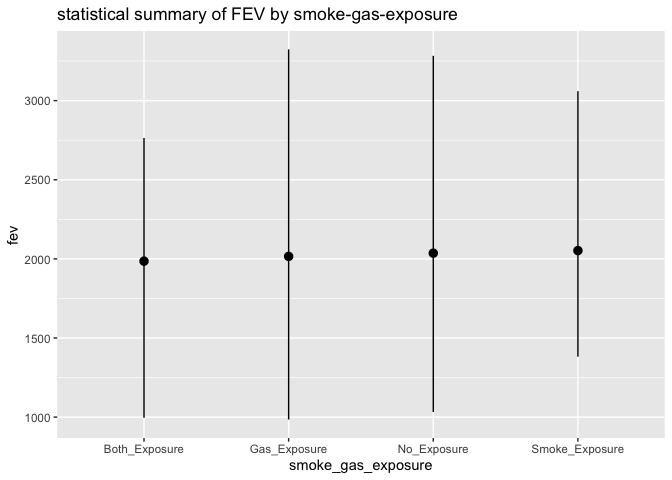 statistical summary of FEV by smoke-gas-exposure
3000
2500
2000
1500
1000
fev
Both_Exposure
Gas_Exposure
No_Exposure
Smoke_Exposure
smoke_gas_exposure